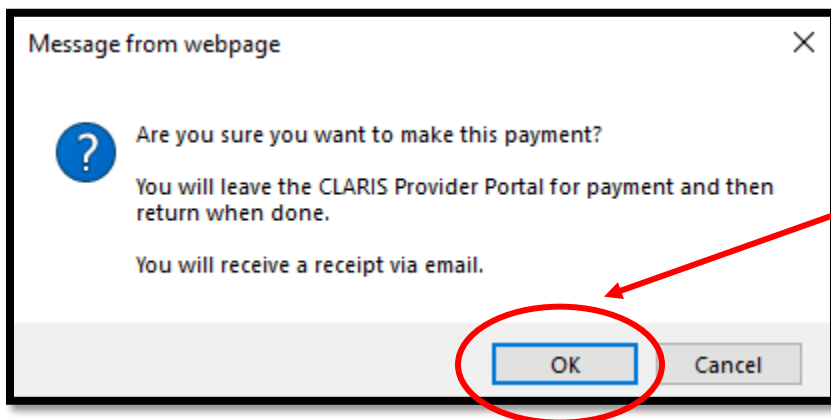 Message from webpage
Are you sure you want to make this payment?
You will leave the CLARIS Provider Portal for payment and then
return when done.
You will receive a receipt via email.
OK
Cancel